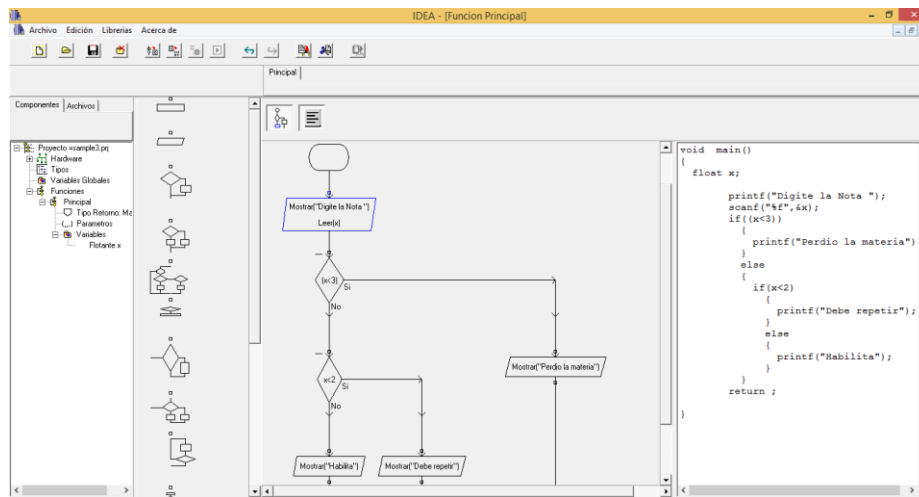 IDEA - [Funcion Principal]
Archivo Edición Librerias Acerca de
Principal
Componentes Archivos
Proyecto =sample3.prj
Hardware
Tipos
Variables Globales
Funciones
Principal
Tipo Retorno: Ma
(,..) Parametros
Variables
Flotante x
Mostrar("Digite la Nota ")
Leer(x)
(x<3)
Si
No
x<2
Si
No
Mostrar("Perdio la materia")
Mostrar("Habilita")
Mostrar("Debe repetir")
void main()
{
float x;
printf("Digite la Nota ");
scanf("%f",&x);
if((x<3))
{
printf("Perdio la materia")
}
else
{
if(x<2)
{
printf("Debe repetir");
}
else
{
printf("Habilita");
}
}
return ;
}